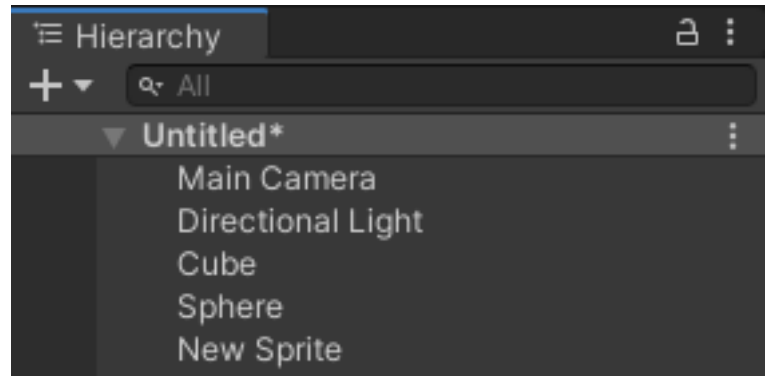 Hierarchy
All
Untitled*
Main Camera
Directional Light
Cube
Sphere
New Sprite